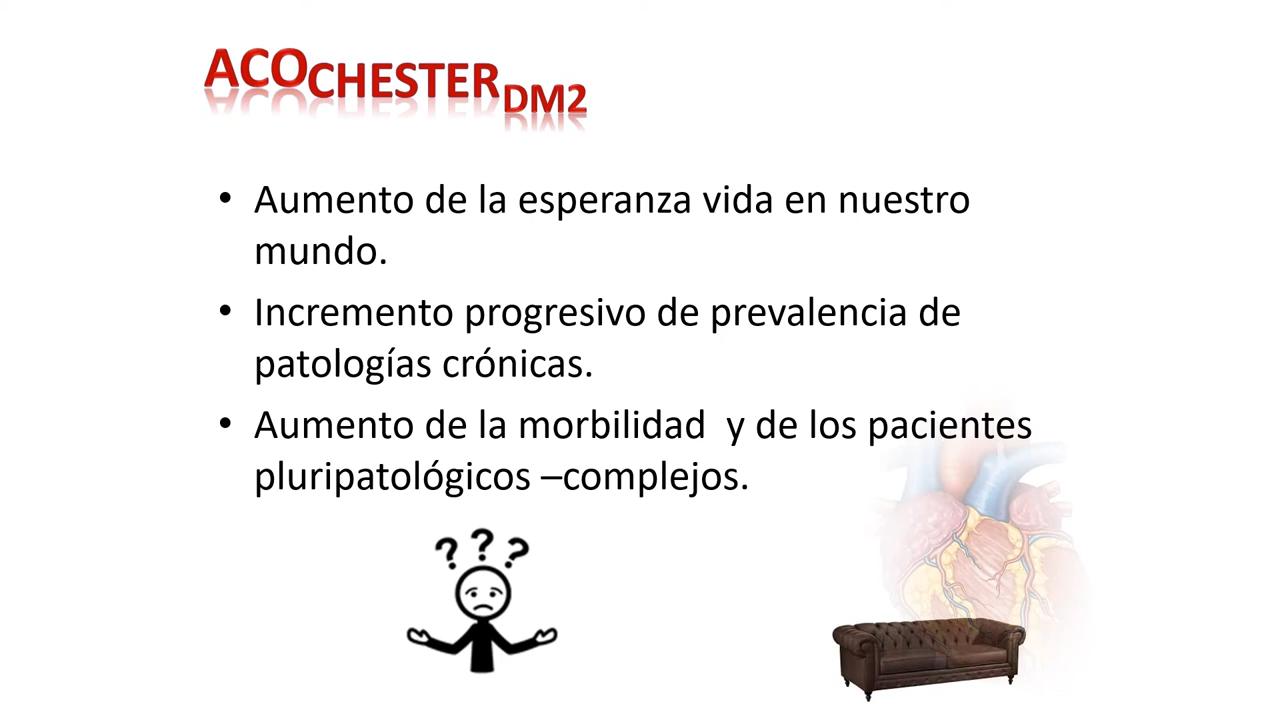 ACOCHESTERDM2
• Aumento de la esperanza vida en nuestro
mundo.
• Incremento progresivo de prevalencia de
patologías crónicas.
• Aumento de la morbilidad  y de los pacientes
pluripatológicos –complejos.
? ? ?